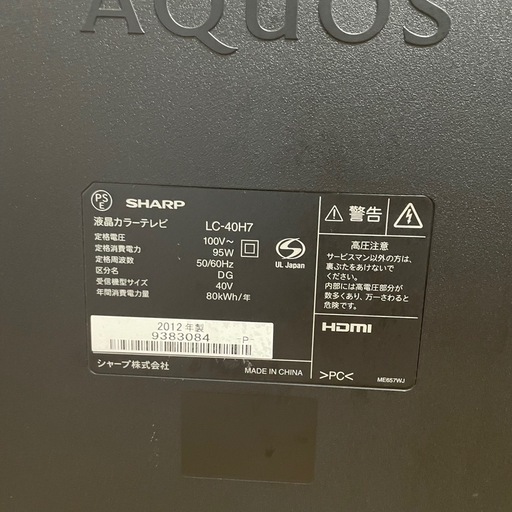 AQUOS
PS
E
SHARP
液晶カラーテレビ LC-40H7
定格電圧 100V～
定格消費電力 95W
定格周波数 50/60Hz
区分名 DG
受信機型サイズ 40V
年間消費電力量 80kWh/年
UL Japan
2012年製
9383084 -P-
シャープ株式会社
MADE IN CHINA
警告
高圧注意
サービスマン以外の方は、
裏ぶたをあけないで
ください。
内部には高電圧部分が
数多くあり、万一さわると
危険です。
HDMI
>PC<
ME657WJ